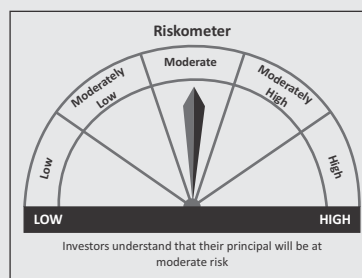 Riskometer
Low
Moderately
Low
Moderate
Moderately
High
High
LOW
HIGH
Investors understand that their principal will be at
moderate risk